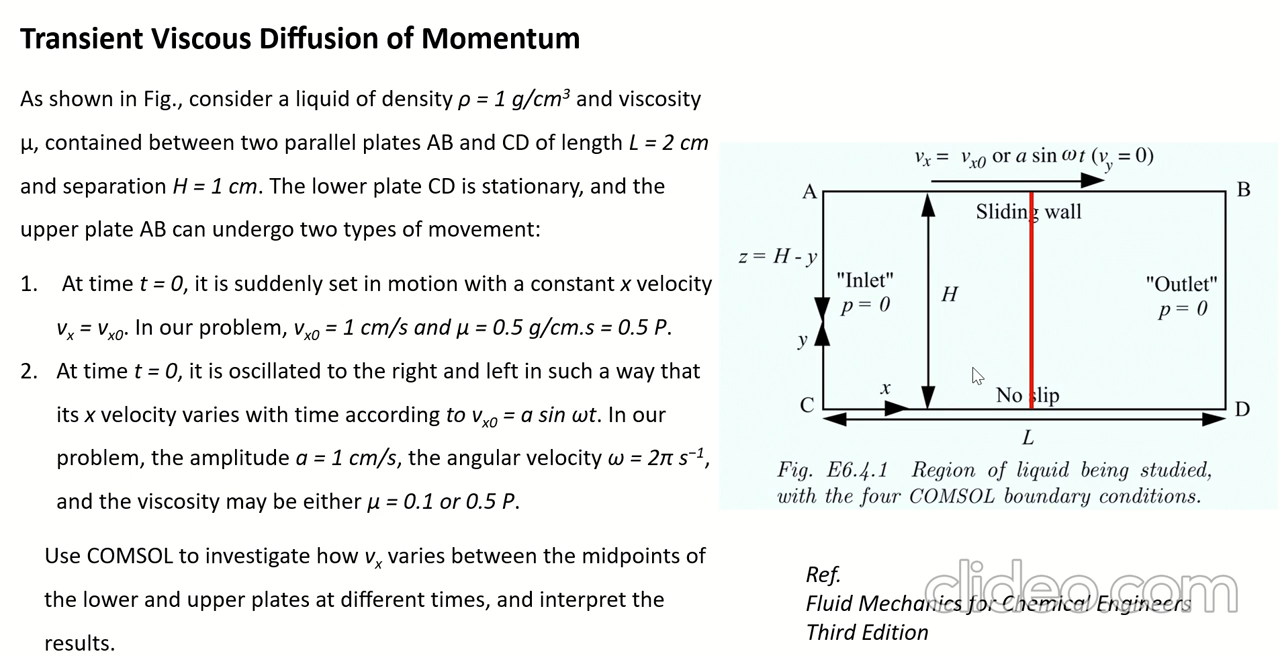 Transient Viscous Diffusion of Momentum
As shown in Fig., consider a liquid of density ρ = 1 g/cm³ and viscosity
μ, contained between two parallel plates AB and CD of length L = 2 cm
and separation H = 1 cm. The lower plate CD is stationary, and the
upper plate AB can undergo two types of movement:
1. At time t = 0, it is suddenly set in motion with a constant x velocity
vₓ = vₓ₀. In our problem, vₓ₀ = 1 cm/s and μ = 0.5 g/cm.s = 0.5 P.
2. At time t = 0, it is oscillated to the right and left in such a way that
its x velocity varies with time according to vₓ₀ = a sin ωt. In our
problem, the amplitude a = 1 cm/s, the angular velocity ω = 2π s⁻¹,
and the viscosity may be either μ = 0.1 or 0.5 P.
Use COMSOL to investigate how vₓ varies between the midpoints of
the lower and upper plates at different times, and interpret the
results.
vₓ = vₓ₀ or a sin ωt (v_y = 0)
A
B
Sliding wall
z = H - y
"Inlet"
p = 0
H
"Outlet"
p = 0
y
x
No slip
C
D
L
Fig. E6.4.1 Region of liquid being studied,
with the four COMSOL boundary conditions.
Ref.
Fluid Mechanics for Chemical Engineers
Third Edition
clideo.com